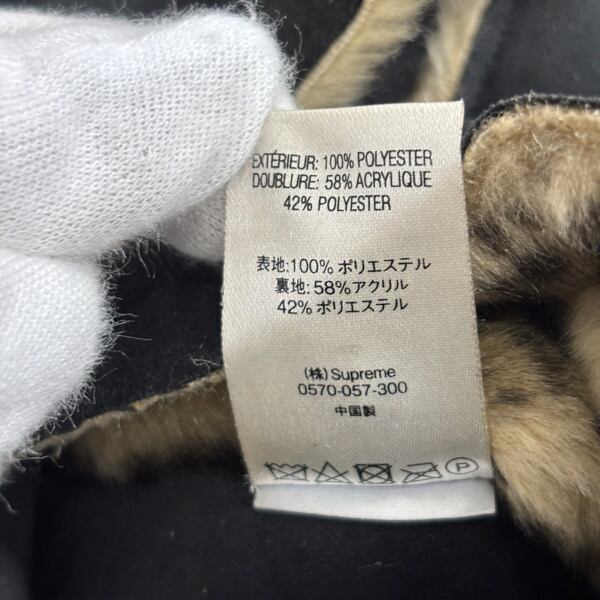 EXTÉRIEUR: 100% POLYESTER
DOUBLURE: 58% ACRYLIQUE
42% POLYESTER
表地:100% ポリエステル
裏地:58%アクリル
42% ポリエステル
(株) Supreme
0570-057-300
中国製
P